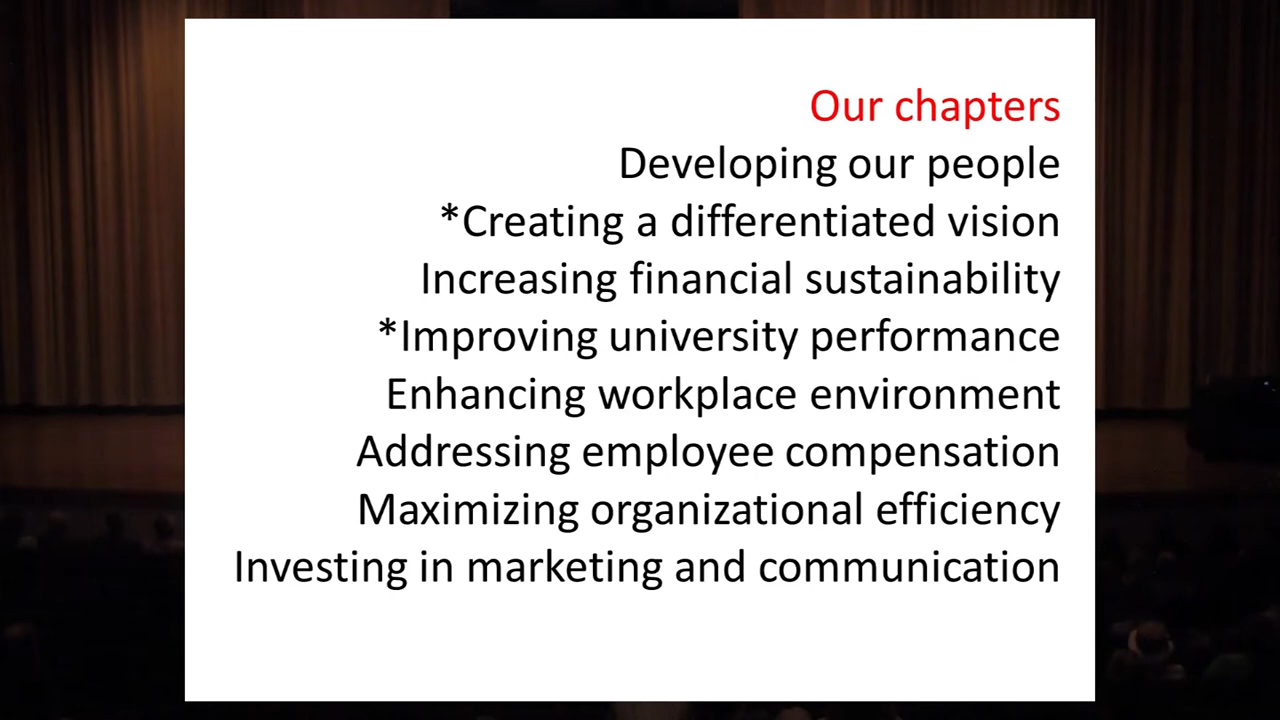 Our chapters
Developing our people
*Creating a differentiated vision
Increasing financial sustainability
*Improving university performance
Enhancing workplace environment
Addressing employee compensation
Maximizing organizational efficiency
Investing in marketing and communication